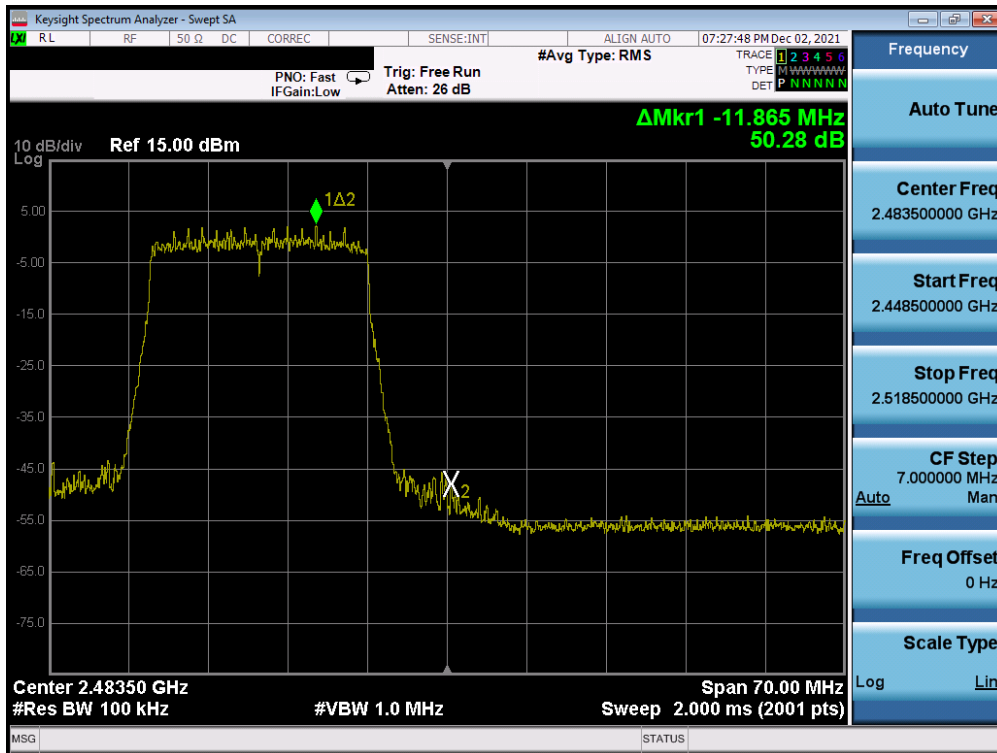 Keysight Spectrum Analyzer - Swept SA
LXI RL RF 50 Ω DC CORREC SENSE:INT ALIGN AUTO 07:27:48 PM Dec 02, 2021
#Avg Type: RMS
TRACE 1 2 3 4 5 6
PNO: Fast Trig: Free Run
TYPE M WWWWW
IFGain:Low Atten: 26 dB
DET P N N N N N
ΔMkr1 -11.865 MHz
50.28 dB
10 dB/div Ref 15.00 dBm
Log
1Δ2
5.00
-5.00
-15.0
-25.0
-35.0
-45.0
X2
-55.0
-65.0
-75.0
Center 2.48350 GHz Span 70.00 MHz
#Res BW 100 kHz #VBW 1.0 MHz Sweep 2.000 ms (2001 pts)
MSG STATUS
Frequency
Auto Tune
Center Freq
2.483500000 GHz
Start Freq
2.448500000 GHz
Stop Freq
2.518500000 GHz
CF Step
7.000000 MHz
Auto Man
Freq Offset
0 Hz
Scale Type
Log Lin